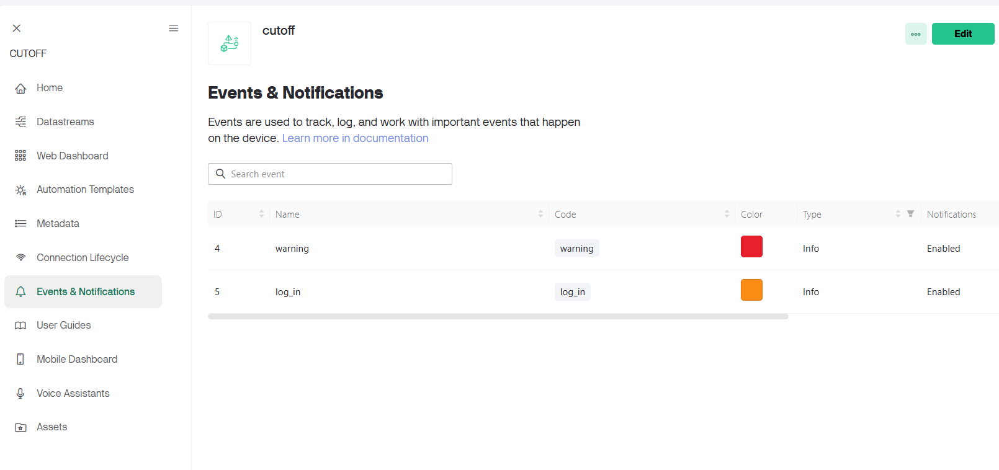 CUTOFF
Home
Datastreams
Web Dashboard
Automation Templates
Metadata
Connection Lifecycle
Events & Notifications
User Guides
Mobile Dashboard
Voice Assistants
Assets
cutoff
Edit
Events & Notifications
Events are used to track, log, and work with important events that happen
on the device. Learn more in documentation
Search event
ID Name Code Color Type Notifications
4 warning warning Info Enabled
5 log_in log_in Info Enabled